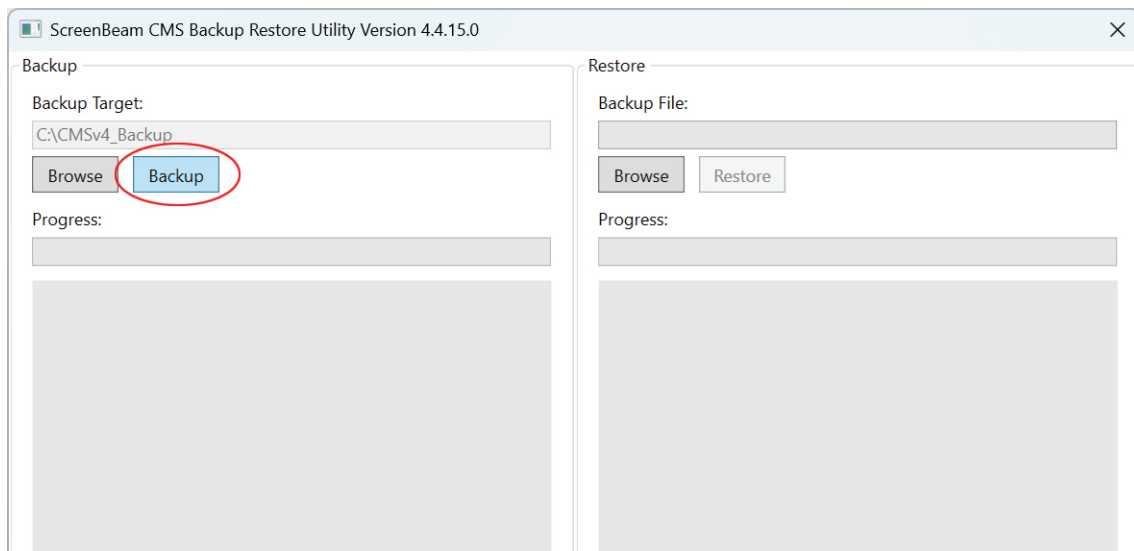 ScreenBeam CMS Backup Restore Utility Version 4.4.15.0
Backup
Backup Target:
C:\CMSv4_Backup
Browse
Backup
Progress:
Restore
Backup File:
Browse
Restore
Progress: